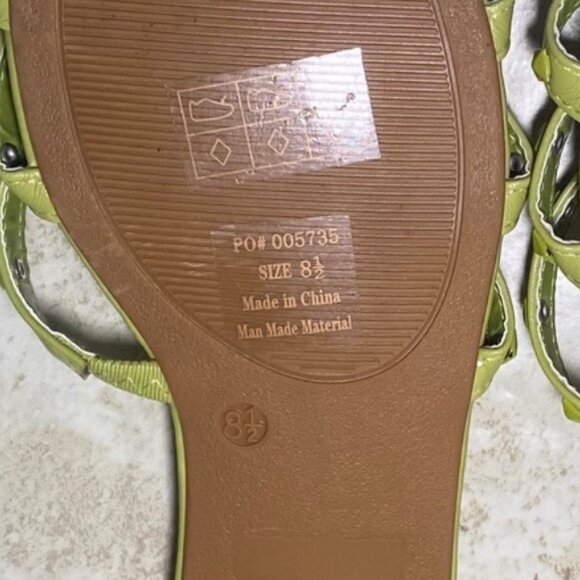 PO# 005735
SIZE 8½
Made in China
Man Made Material
8½